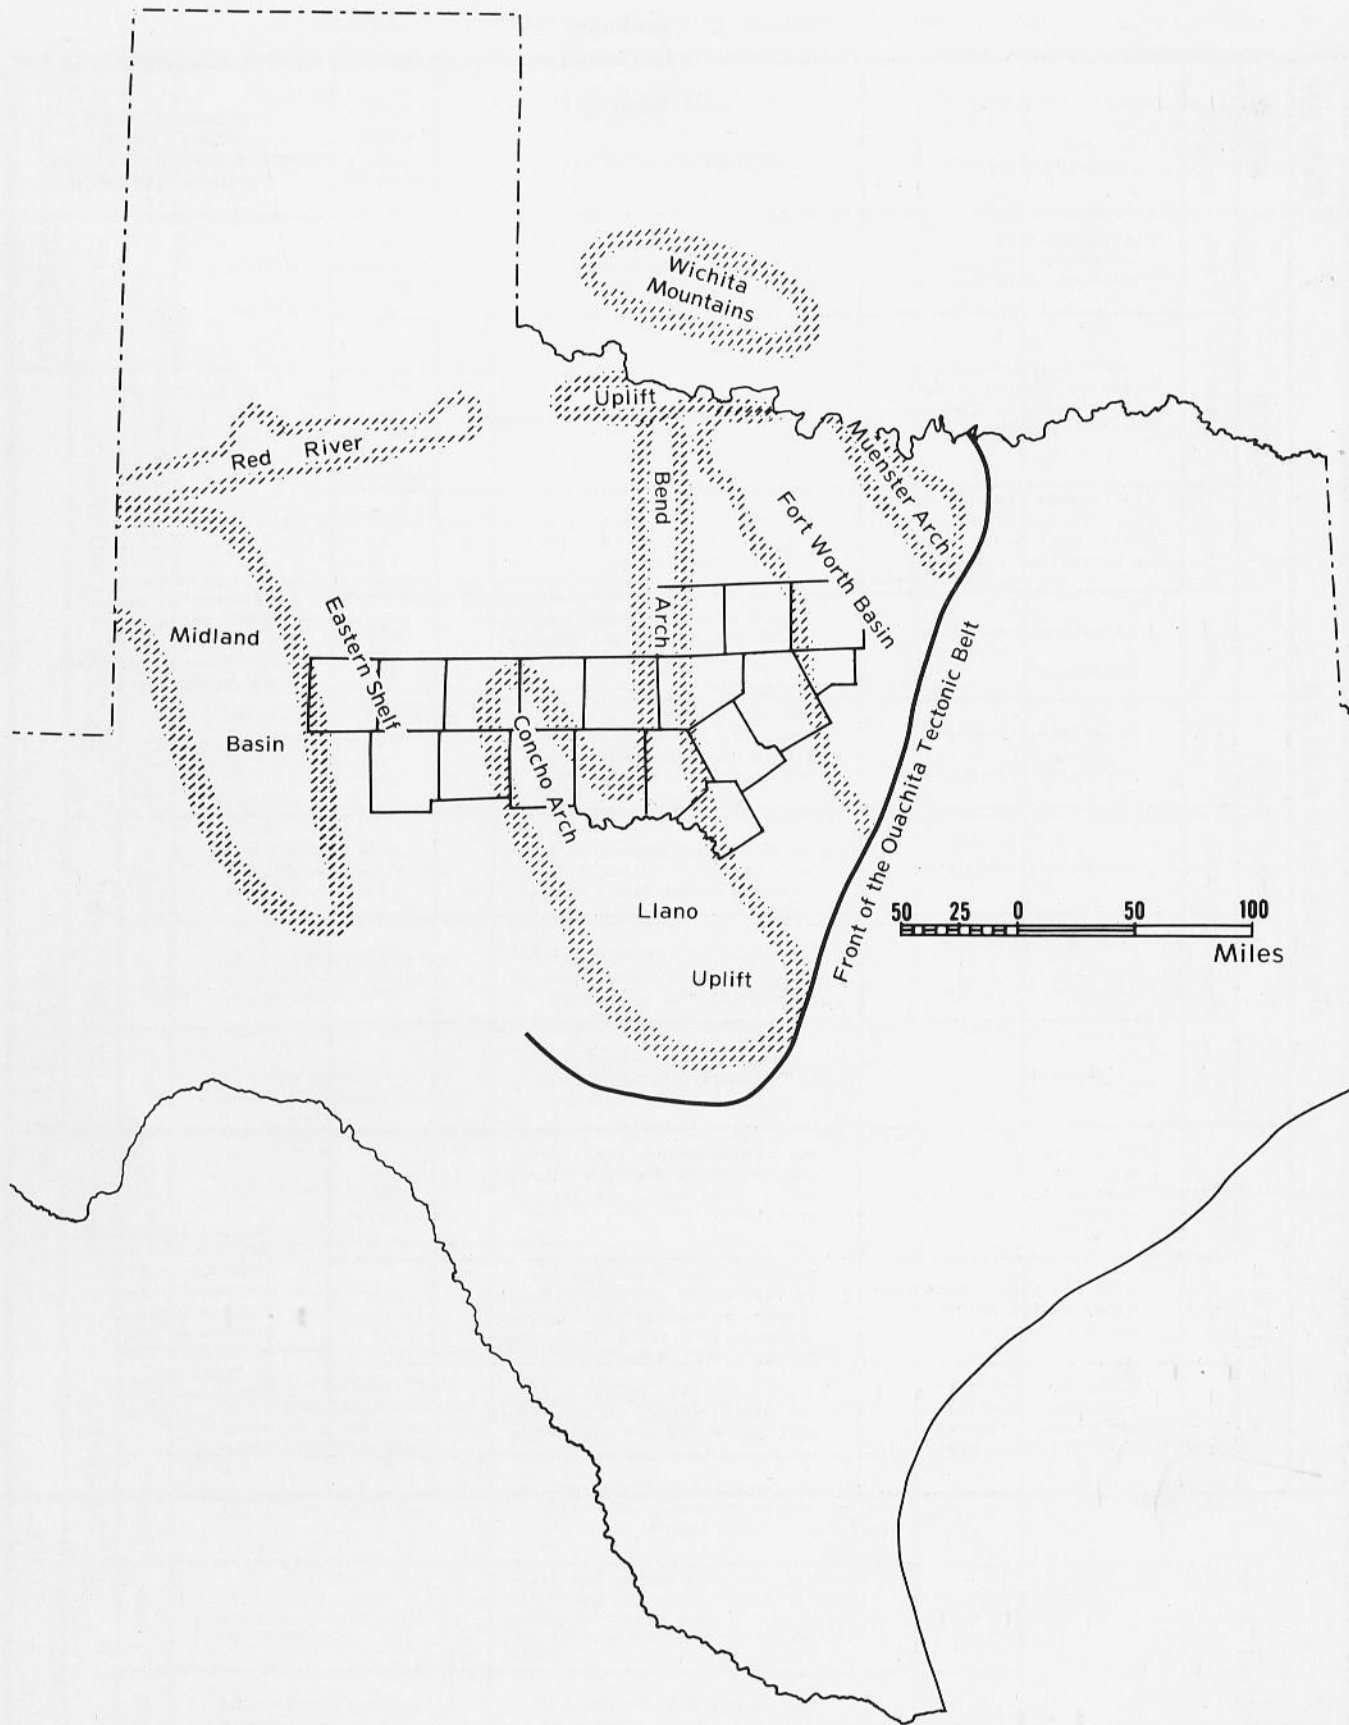 Wichita
Mountains
Uplift
Red River
Muenster Arch
Bend
Arch
Fort Worth Basin
Eastern Shelf
Midland
Basin
Concho Arch
Front of the Ouachita Tectonic Belt
Llano
Uplift
50 25 0 50 100
Miles